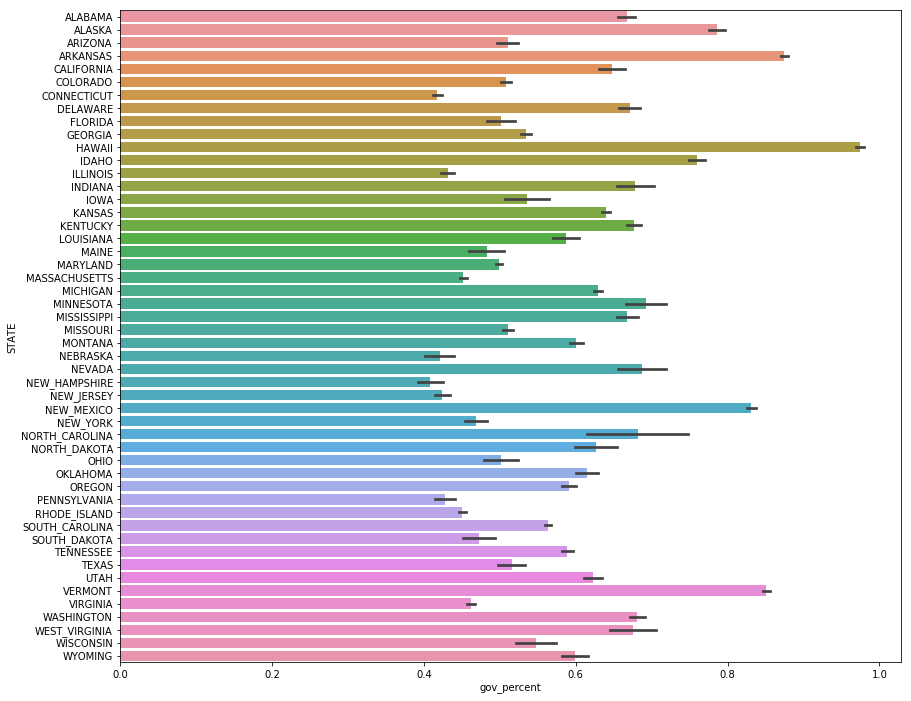 ALABAMA
ALASKA
ARIZONA
ARKANSAS
CALIFORNIA
COLORADO
CONNECTICUT
DELAWARE
FLORIDA
GEORGIA
HAWAII
IDAHO
ILLINOIS
INDIANA
IOWA
KANSAS
KENTUCKY
LOUISIANA
MAINE
MARYLAND
MASSACHUSETTS
MICHIGAN
MINNESOTA
MISSISSIPPI
MISSOURI
MONTANA
NEBRASKA
NEVADA
NEW_HAMPSHIRE
NEW_JERSEY
NEW_MEXICO
NEW_YORK
NORTH_CAROLINA
NORTH_DAKOTA
OHIO
OKLAHOMA
OREGON
PENNSYLVANIA
RHODE_ISLAND
SOUTH_CAROLINA
SOUTH_DAKOTA
TENNESSEE
TEXAS
UTAH
VERMONT
VIRGINIA
WASHINGTON
WEST_VIRGINIA
WISCONSIN
WYOMING
STATE
0.0 0.2 0.4 0.6 0.8 1.0
gov_percent